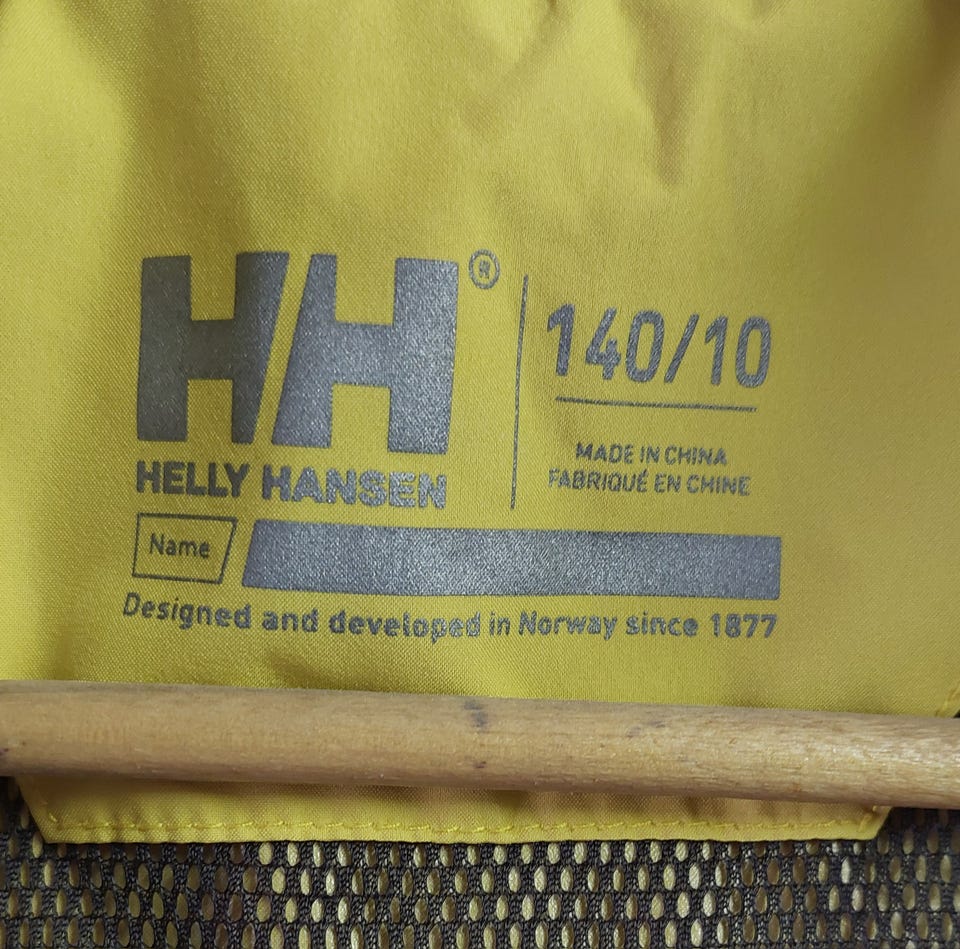 HH®
HELLY HANSEN
140/10
MADE IN CHINA
FABRIQUÉ EN CHINE
Name
Designed and developed in Norway since 1877